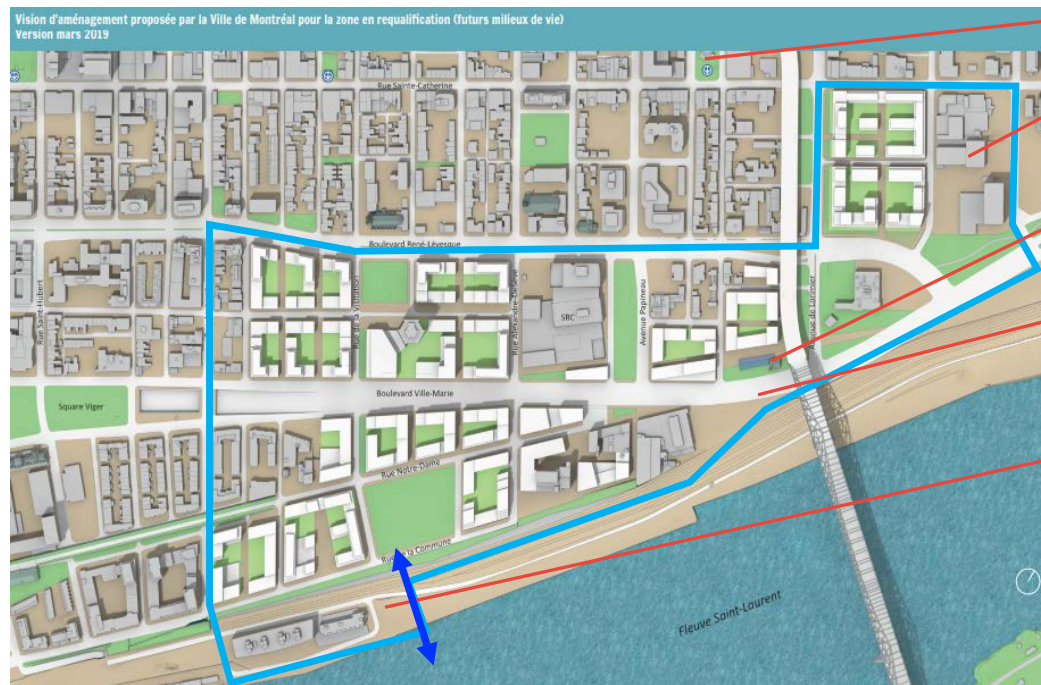 Vision d'aménagement proposée par la Ville de Montréal pour la zone en requalification (futurs milieux de vie)
Version mars 2019
Rue Sainte-Catherine
Boulevard René-Lévesque
Rue Saint-Hubert
Rue de la Visitation
Rue Alexandre-DeSève
SRC
Avenue Papineau
Avenue de Lorimier
Square Viger
Boulevard Ville-Marie
Rue Notre-Dame
Rue de la Commune
Fleuve Saint-Laurent